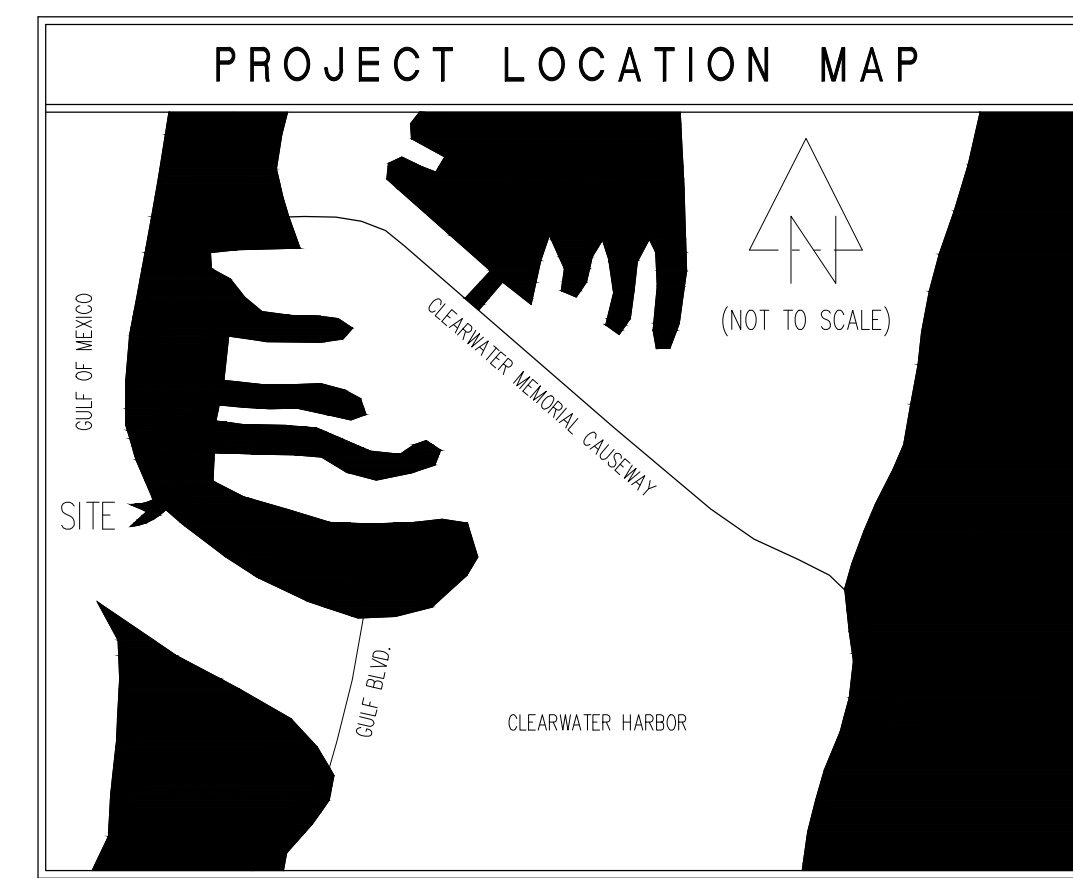 PROJECT LOCATION MAP
N
(NOT TO SCALE)
GULF OF MEXICO
CLEARWATER MEMORIAL CAUSEWAY
SITE
GULF BLVD.
CLEARWATER HARBOR